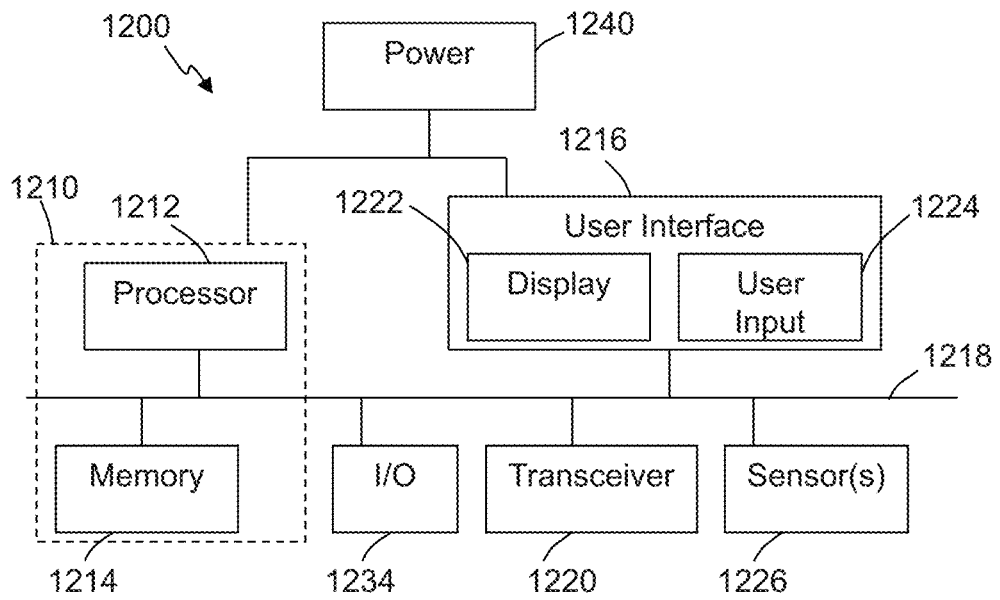 1200
Power
1240
1210
1212
1216
1222
User Interface
1224
Processor
Display
User
Input
1218
Memory
I/O
Transceiver
Sensor(s)
1214
1234
1220
1226